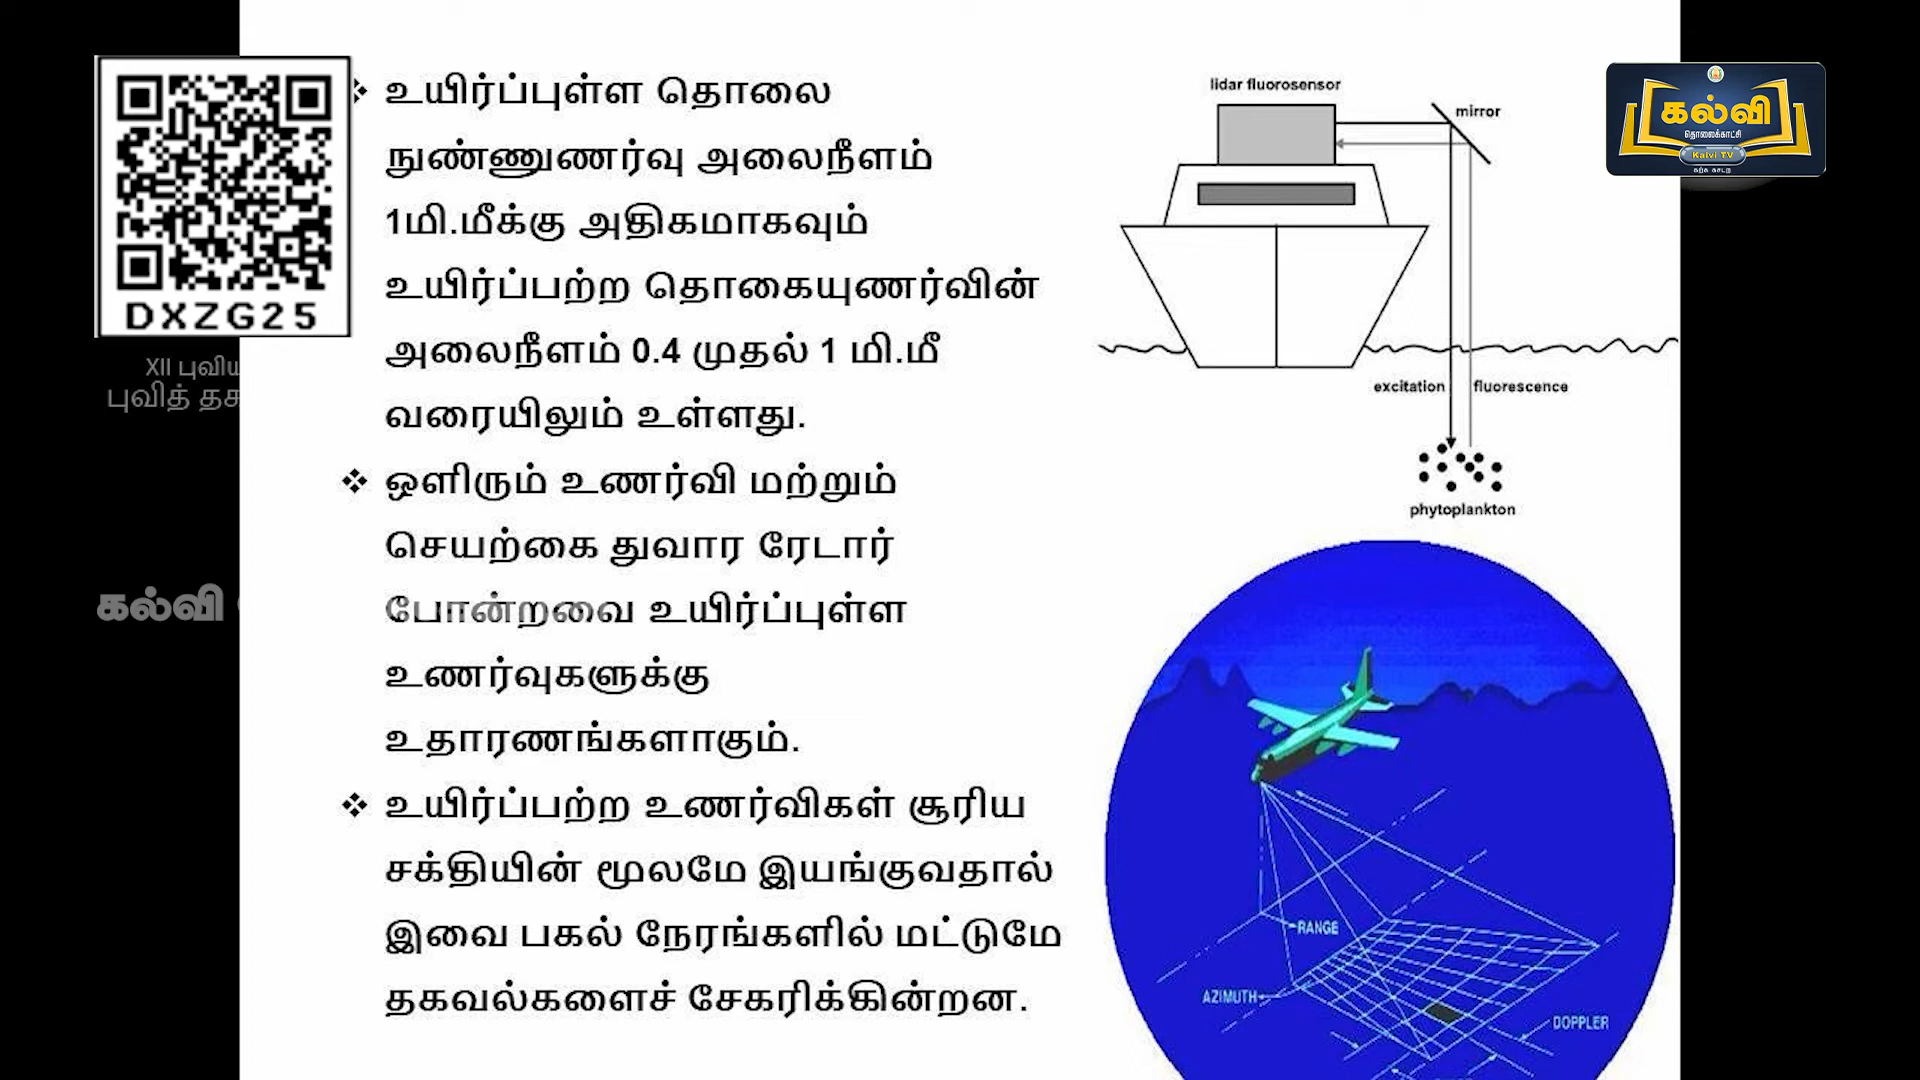 உயிர்ப்புள்ள தொலை
நுண்ணுணர்வு அலைநீளம்
1மி.மீக்கு அதிகமாகவும்
உயிர்ப்பற்ற தொகையுணர்வின்
அலைநீளம் 0.4 முதல் 1 மி.மீ
வரையிலும் உள்ளது.
❖ ஒளிரும் உணர்வி மற்றும்
செயற்கை துவார ரேடார்
போன்றவை உயிர்ப்புள்ள
உணர்வுகளுக்கு
உதாரணங்களாகும்.
❖ உயிர்ப்பற்ற உணர்விகள் சூரிய
சக்தியின் மூலமே இயங்குவதால்
இவை பகல் நேரங்களில் மட்டுமே
தகவல்களைச் சேகரிக்கின்றன.
DXZG25
XII
புவித்
கல்வி
lidar fluorosensor
mirror
excitation
fluorescence
phytoplankton
RANGE
AZIMUTH
DOPPLER
கல்வி
தொலைக்காட்சி
Kalvi TV
கற்க கசடற